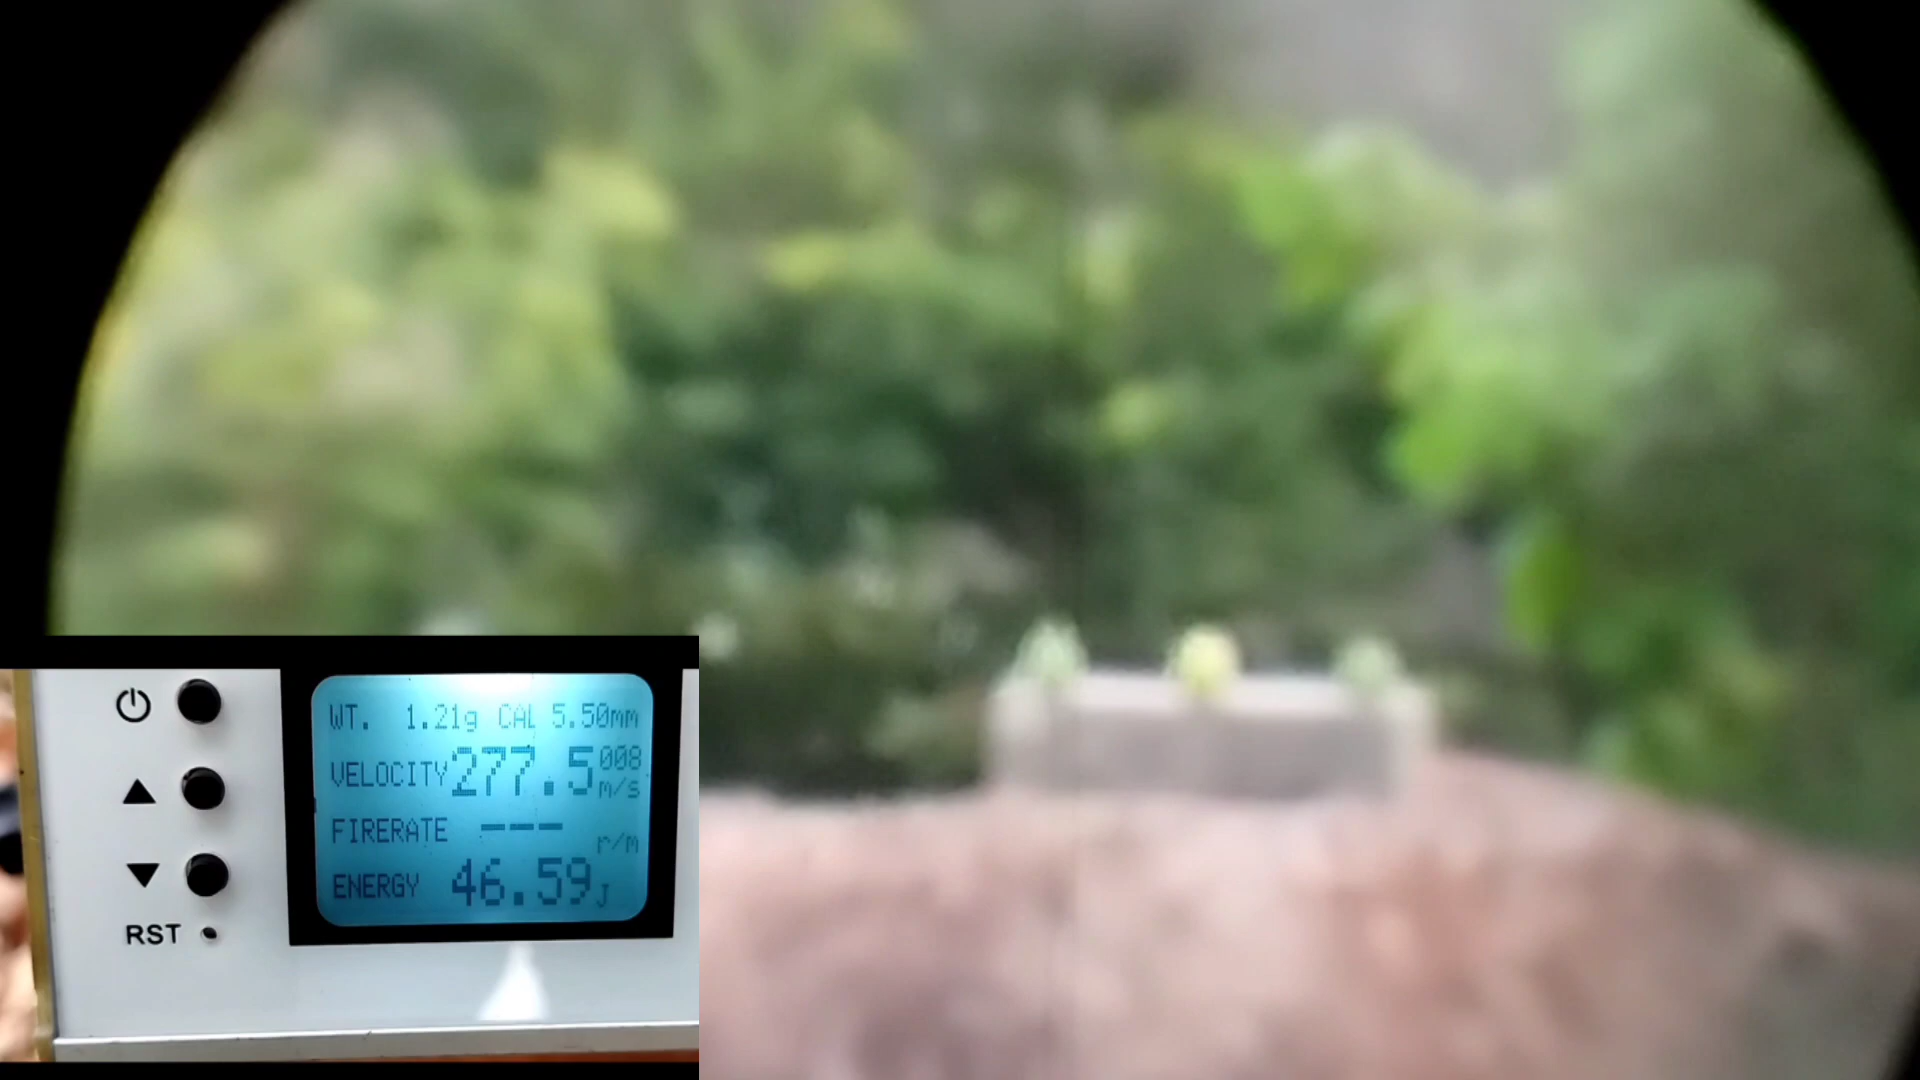 WT. 1.21g CAL 5.50mm
VELOCITY 277.5 008 m/s
FIRERATE --- r/m
ENERGY 46.59 J
RST